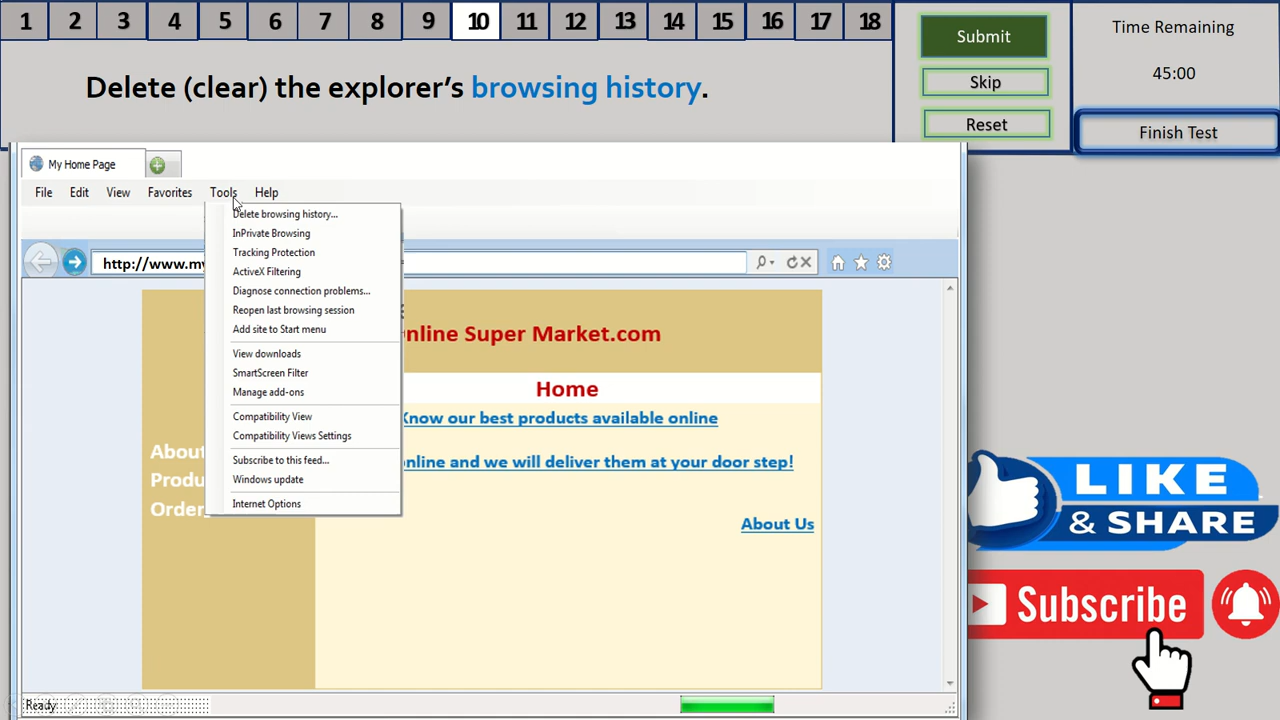 1 2 3 4 5 6 7 8 9 10 11 12 13 14 15 16 17 18
Submit
Skip
Reset
Time Remaining
45:00
Finish Test
Delete (clear) the explorer's browsing history.
My Home Page
File Edit View Favorites Tools Help
Delete browsing history...
InPrivate Browsing
Tracking Protection
ActiveX Filtering
Diagnose connection problems...
Reopen last browsing session
Add site to Start menu
View downloads
SmartScreen Filter
Manage add-ons
Compatibility View
Compatibility Views Settings
Subscribe to this feed...
Windows update
Internet Options
http://www.my
nline Super Market.com
Home
Know our best products available online
online and we will deliver them at your door step!
About Us
About
Produ
Order
Ready
LIKE
& SHARE
Subscribe